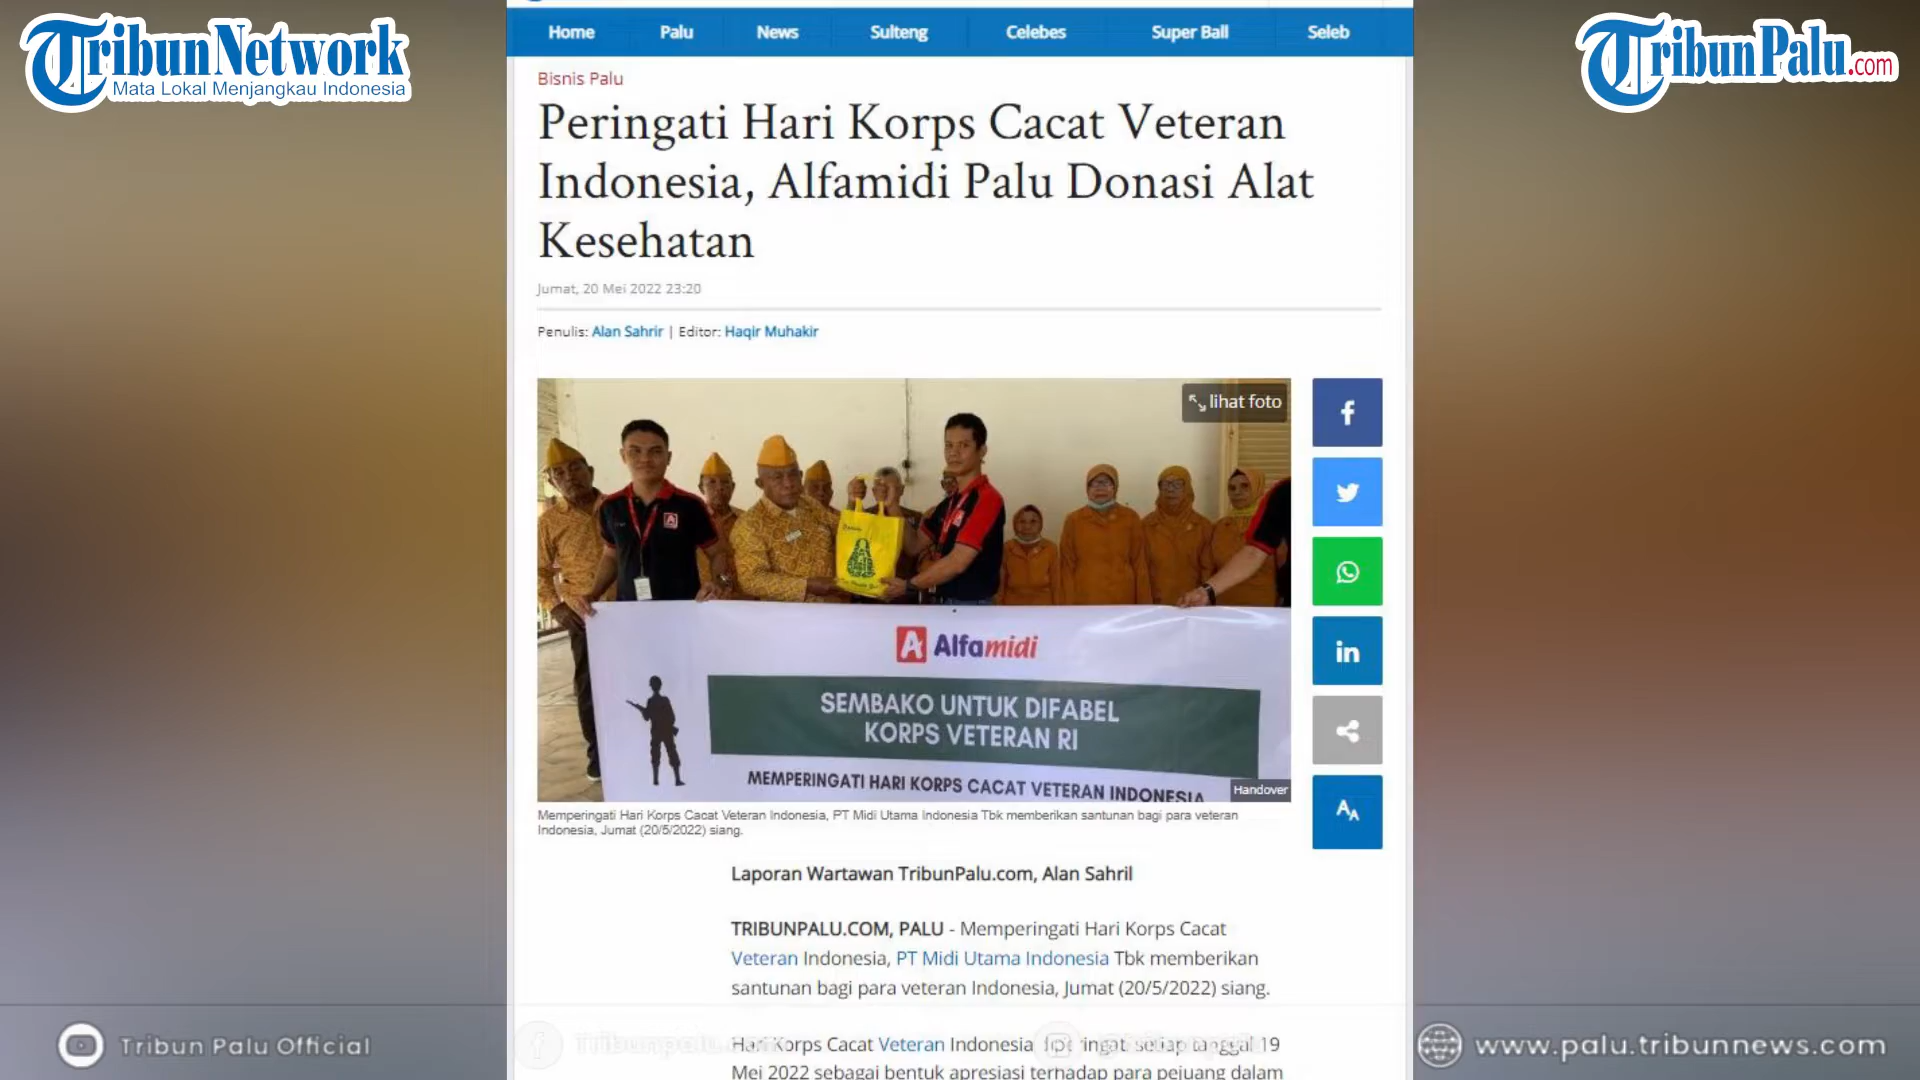 TribunNetwork
Mata Lokal Menjangkau Indonesia
TribunPalu.com
Home Palu News Sulteng Celebes Super Ball Seleb
Bisnis Palu
Peringati Hari Korps Cacat Veteran
Indonesia, Alfamidi Palu Donasi Alat
Kesehatan
Jumat, 20 Mei 2022 23:20
Penulis: Alan Sahrir | Editor: Haqir Muhakir
lihat foto
Alfamidi
SEMBAKO UNTUK DIFABEL
KORPS VETERAN RI
MEMPERINGATI HARI KORPS CACAT VETERAN INDONESIA
Handover
Memperingati Hari Korps Cacat Veteran Indonesia, PT Midi Utama Indonesia Tbk memberikan santunan bagi para veteran
Indonesia, Jumat (20/5/2022) siang.
Laporan Wartawan TribunPalu.com, Alan Sahril
TRIBUNPALU.COM, PALU - Memperingati Hari Korps Cacat
Veteran Indonesia, PT Midi Utama Indonesia Tbk memberikan
santunan bagi para veteran Indonesia, Jumat (20/5/2022) siang.
Hari Korps Cacat Veteran Indonesia diperingati setiap tanggal 19
Mei 2022 sebagai bentuk apresiasi terhadap para pejuang dalam
Tribun Palu Official
www.palu.tribunnews.com